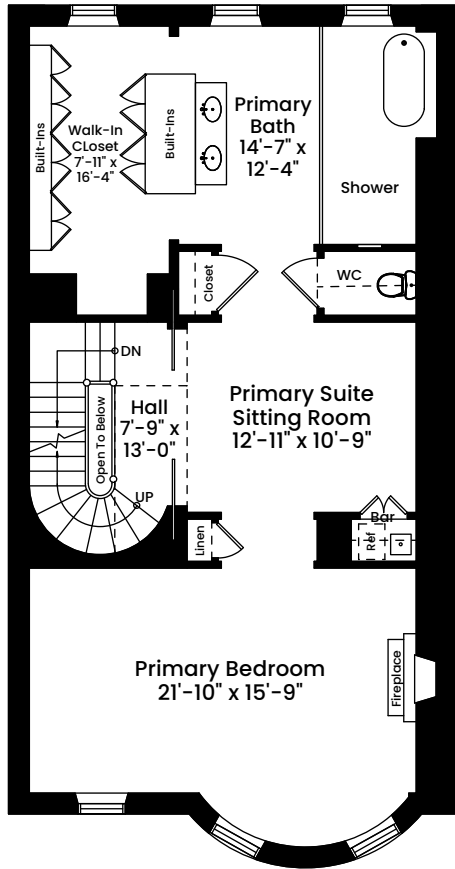 Built-Ins
Walk-In
CLoset
7'-11" x
16'-4"
Built-Ins
Primary
Bath
14'-7" x
12'-4"
Shower
Closet
WC
DN
Hall
7'-9" x
13'-0"
Open To Below
UP
Primary Suite
Sitting Room
12'-11" x 10'-9"
Linen
Bar
Ref
Primary Bedroom
21'-10" x 15'-9"
Fireplace